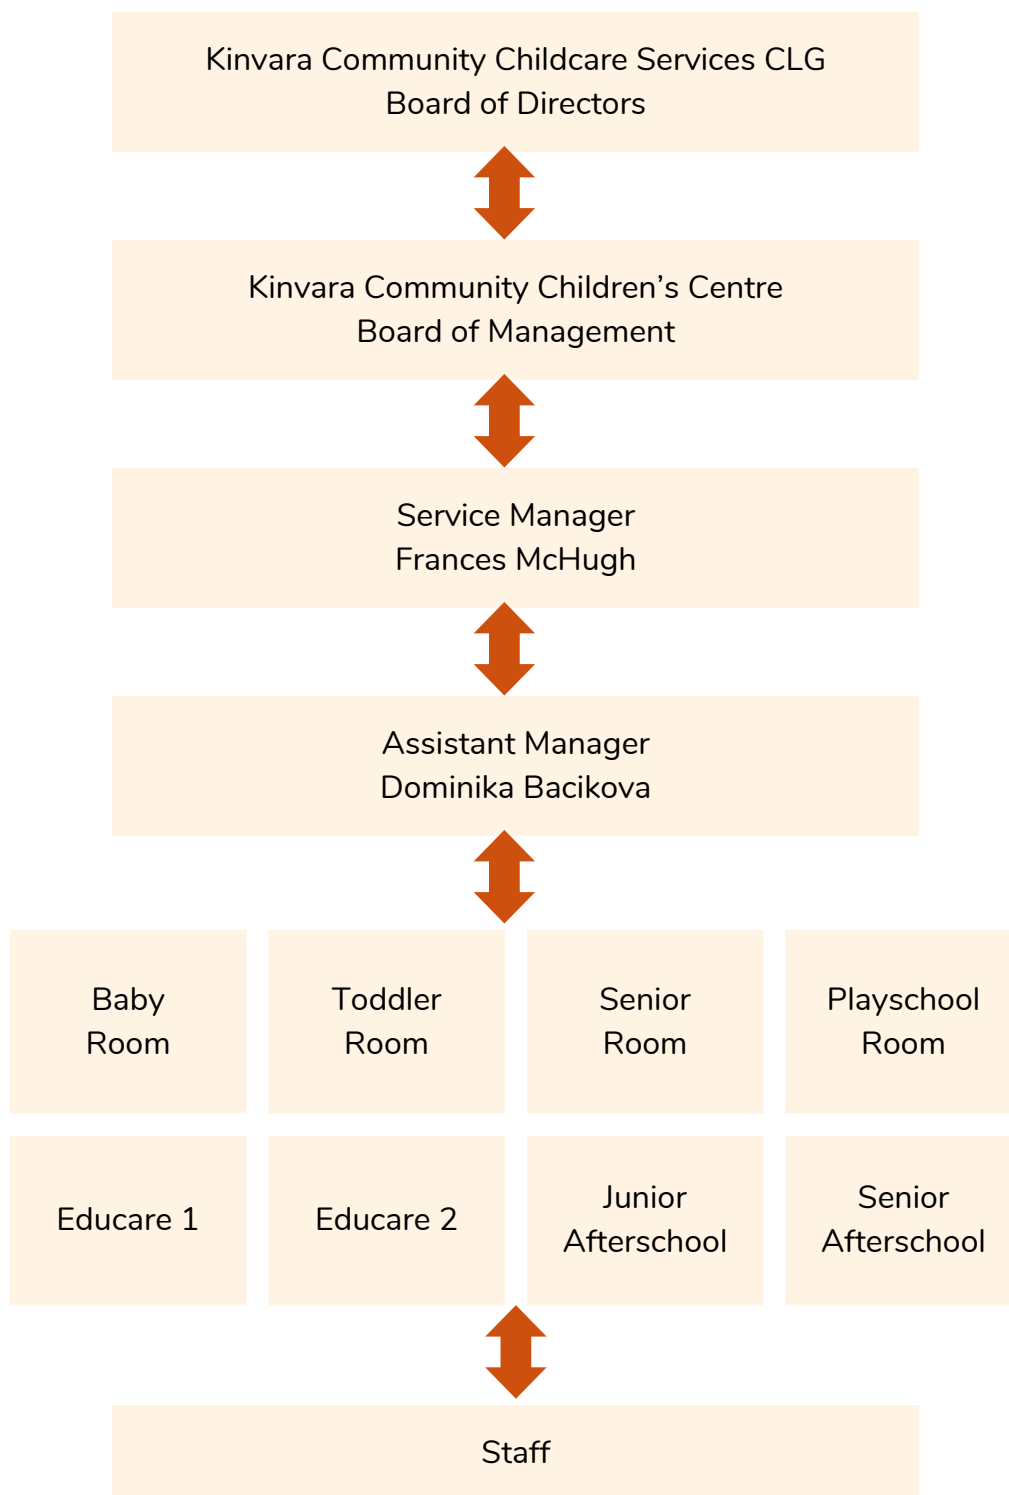 Kinvara Community Childcare Services CLG
Board of Directors
Kinvara Community Children’s Centre
Board of Management
Service Manager
Frances McHugh
Assistant Manager
Dominika Bacikova
Baby
Room
Toddler
Room
Senior
Room
Playschool
Room
Educare 1
Educare 2
Junior
Afterschool
Senior
Afterschool
Staff